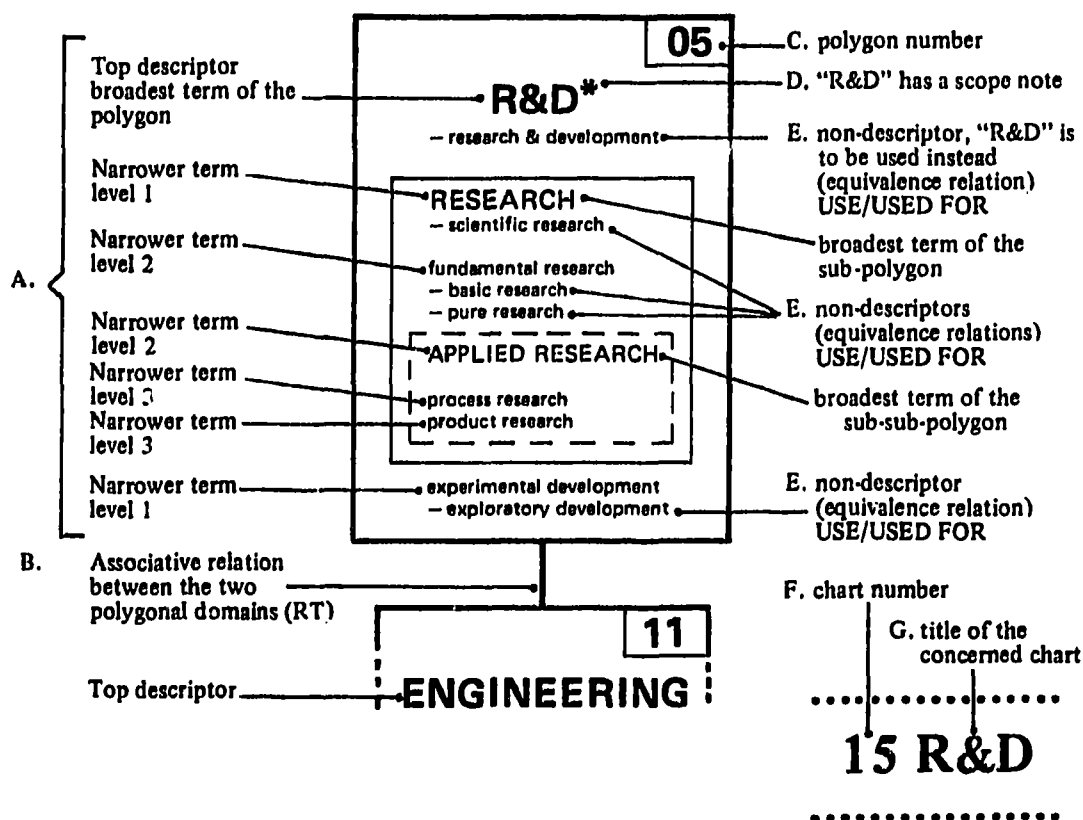 A.
Top descriptor
broadest term of the
polygon
Narrower term
level 1
Narrower term
level 2
Narrower term
level 2
Narrower term
level 3
Narrower term
level 3
Narrower term
level 1
B. Associative relation
between the two
polygonal domains (RT)
Top descriptor
05
R&D*
– research & development
RESEARCH
– scientific research
fundamental research
– basic research
– pure research
APPLIED RESEARCH
process research
product research
experimental development
– exploratory development
11
ENGINEERING
C. polygon number
D. “R&D” has a scope note
E. non-descriptor, “R&D” is
to be used instead
(equivalence relation)
USE/USED FOR
broadest term of the
sub-polygon
E. non-descriptors
(equivalence relations)
USE/USED FOR
broadest term of the
sub-sub-polygon
E. non-descriptor
(equivalence relation)
USE/USED FOR
F. chart number
G. title of the
concerned chart
15 R&D